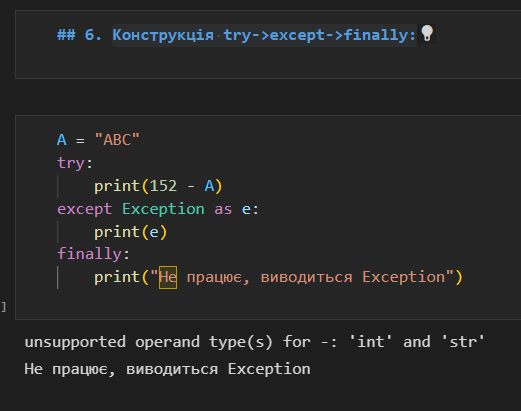 ## 6. Конструкція try->except->finally:
A = "ABC"
try:
    print(152 - A)
except Exception as e:
    print(e)
finally:
    print("Не працює, виводиться Exception")
]
unsupported operand type(s) for -: 'int' and 'str'
Не працює, виводиться Exception